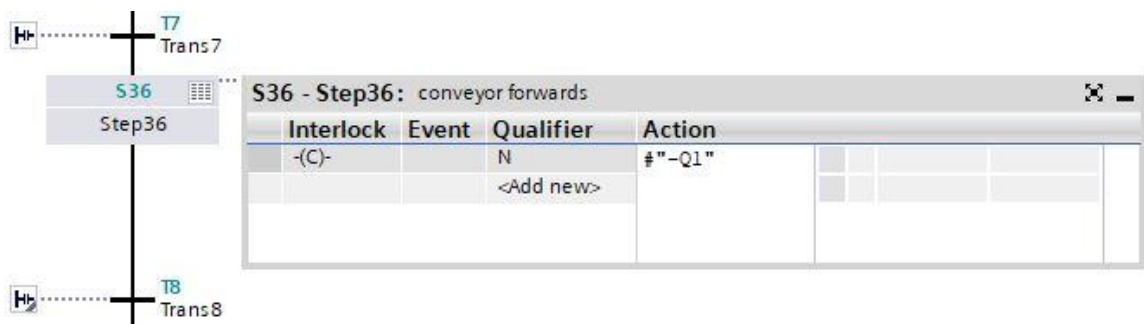 T7
Trans7
S36
Step36
S36 - Step36: conveyor forwards
Interlock Event Qualifier Action
-(C)- N #"-Q1"
<Add new>
T8
Trans8